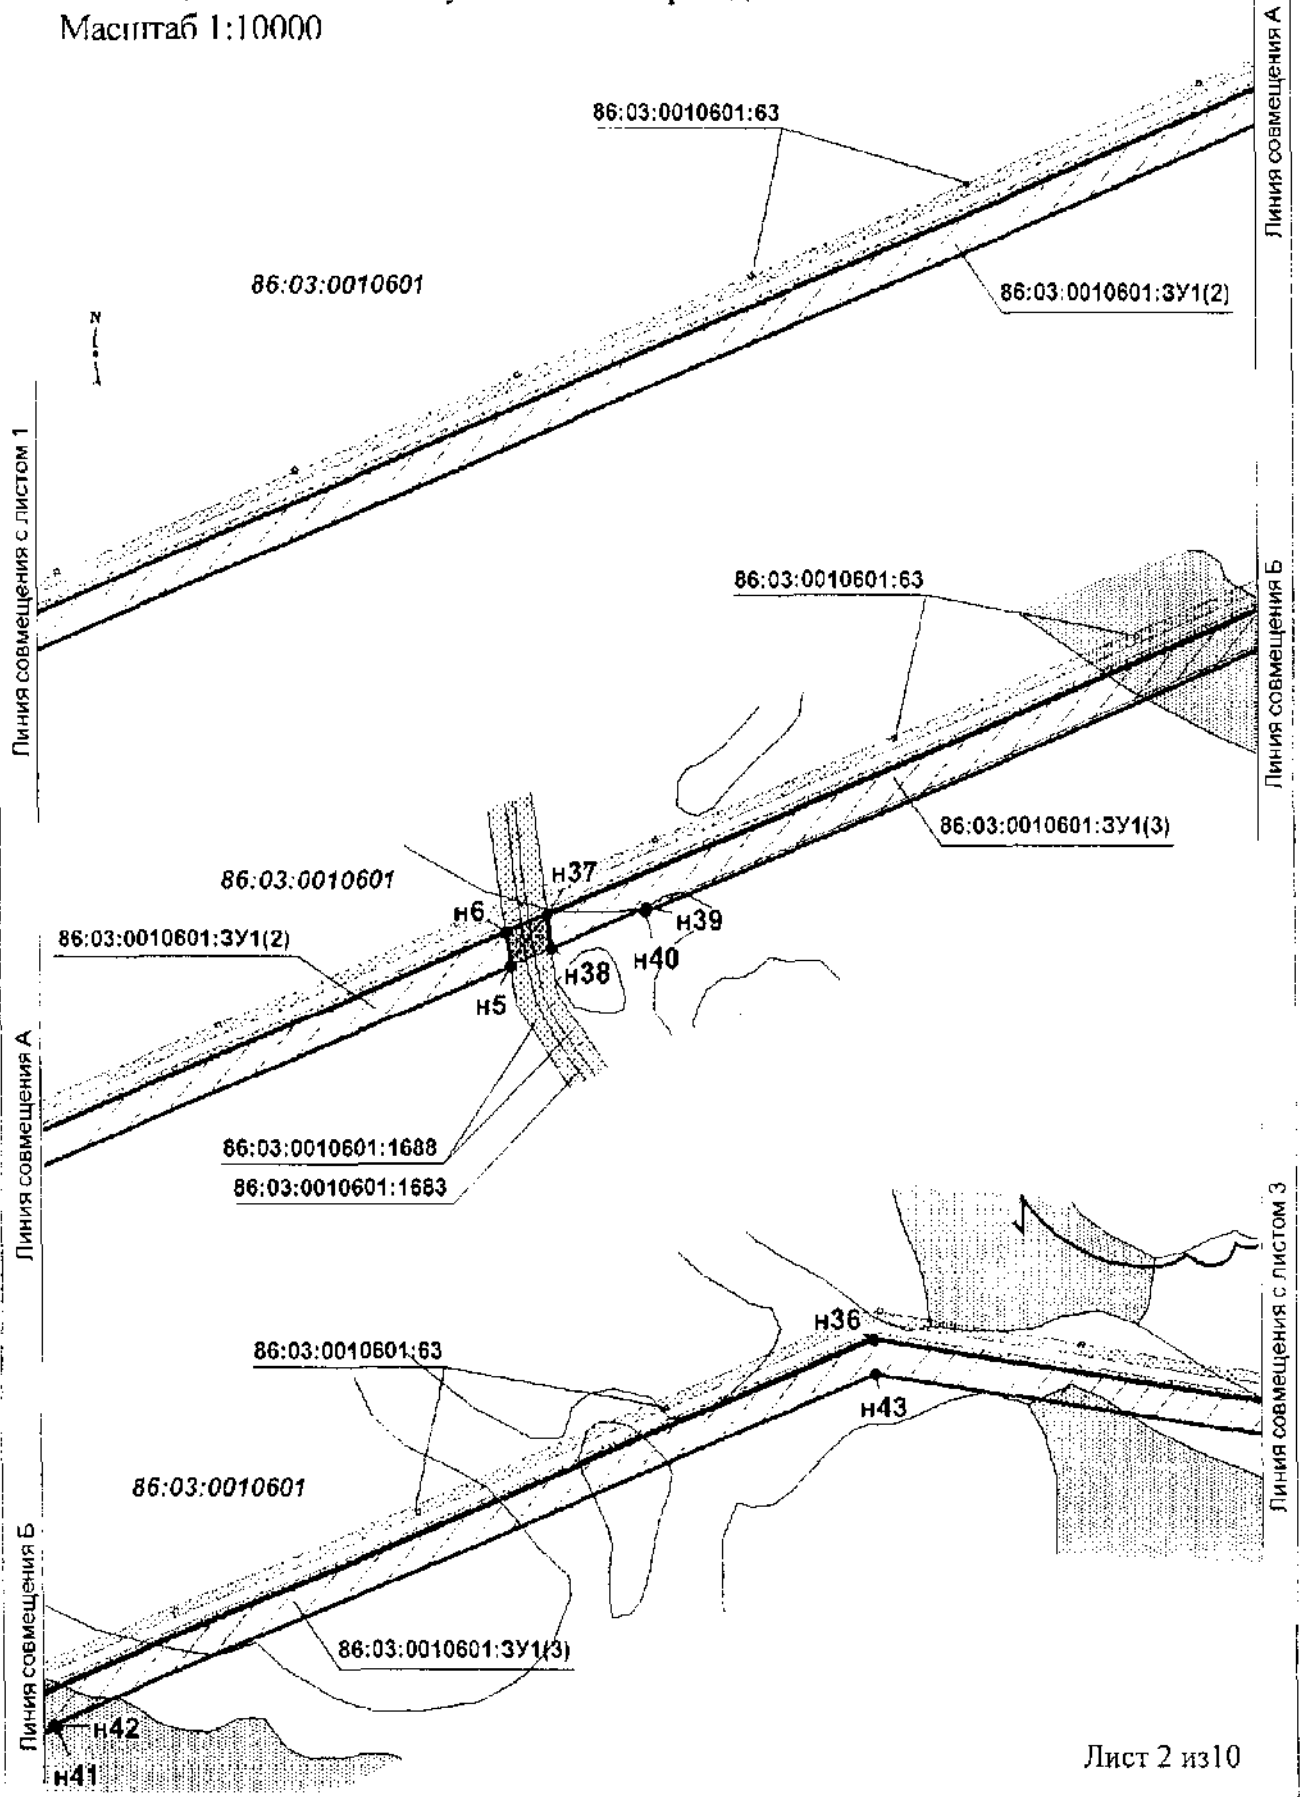 Масштаб 1:10000
Линия совмещения А
86:03:0010601:63
86:03:0010601
86:03:0010601:ЗУ1(2)
N
Линия совмещения с листом 1
Линия совмещения Б
86:03:0010601:63
86:03:0010601:ЗУ1(3)
86:03:0010601
н37
н6
н39
86:03:0010601:ЗУ1(2)
н40
н38
н5
Линия совмещения А
86:03:0010601:1688
86:03:0010601:1683
Линия совмещения с листом 3
н36
86:03:0010601:63
н43
86:03:0010601
Линия совмещения Б
86:03:0010601:ЗУ1(3)
н42
н41
Лист 2 из10